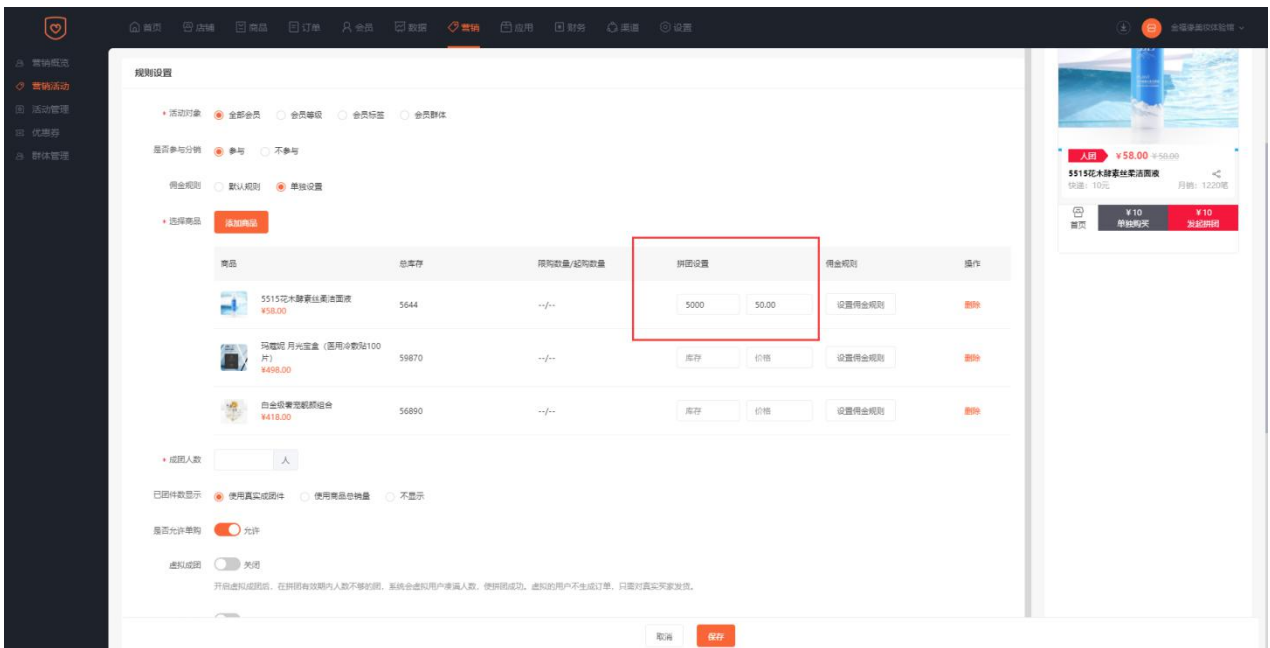 首页 店铺 商品 订单 会员 数据 营销 应用 财务 渠道 设置
营销概览
营销活动
活动管理
优惠券
群体管理
规则设置
* 活动对象 全部会员 会员等级 会员标签 会员群体
是否参与分销 参与 不参与
佣金规则 默认规则 单独设置
* 选择商品 添加商品
商品 总库存 限购数量/起购数量 拼团设置 佣金规则 操作
5515花木酵素丝柔洁面液
¥58.00
5644 --/-- 5000 50.00 设置佣金规则 删除
玛蔻妮 月光宝盒（医用冷敷贴100
片）
¥498.00
59870 --/-- 库存 价格 设置佣金规则 删除
白金级奢宠靓颜组合
¥418.00
56890 --/-- 库存 价格 设置佣金规则 删除
* 成团人数 人
已团件数显示 使用真实成团件 使用商品总销量 不显示
是否允许单购 允许
虚拟成团 关闭
开启虚拟成团后，在拼团有效期内人数不够的团，系统会虚拟用户凑满人数，使拼团成功。虚拟的用户不生成订单，只需对真实买家发货。
取消 保存
人团 ¥58.00 ¥58.00
5515花木酵素丝柔洁面液
快递：10元 月销：1220笔
首页
¥10
单独购买
¥10
发起拼团